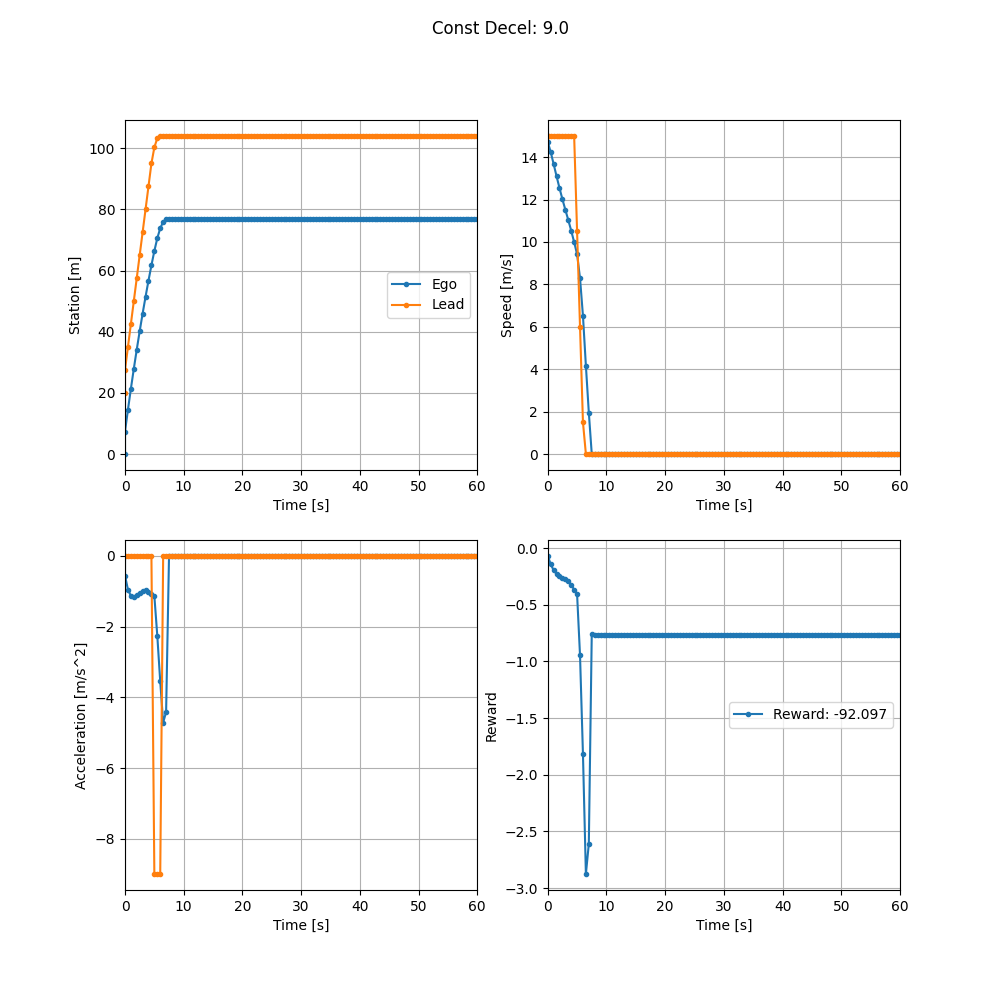 Const Decel: 9.0
Station [m]
100
80
60
40
20
0
Ego
Lead
0 10 20 30 40 50 60
Time [s]
Speed [m/s]
14
12
10
8
6
4
2
0
0 10 20 30 40 50 60
Time [s]
Acceleration [m/s^2]
0
−2
−4
−6
−8
0 10 20 30 40 50 60
Time [s]
Reward
0.0
−0.5
−1.0
−1.5
−2.0
−2.5
−3.0
Reward: -92.097
0 10 20 30 40 50 60
Time [s]